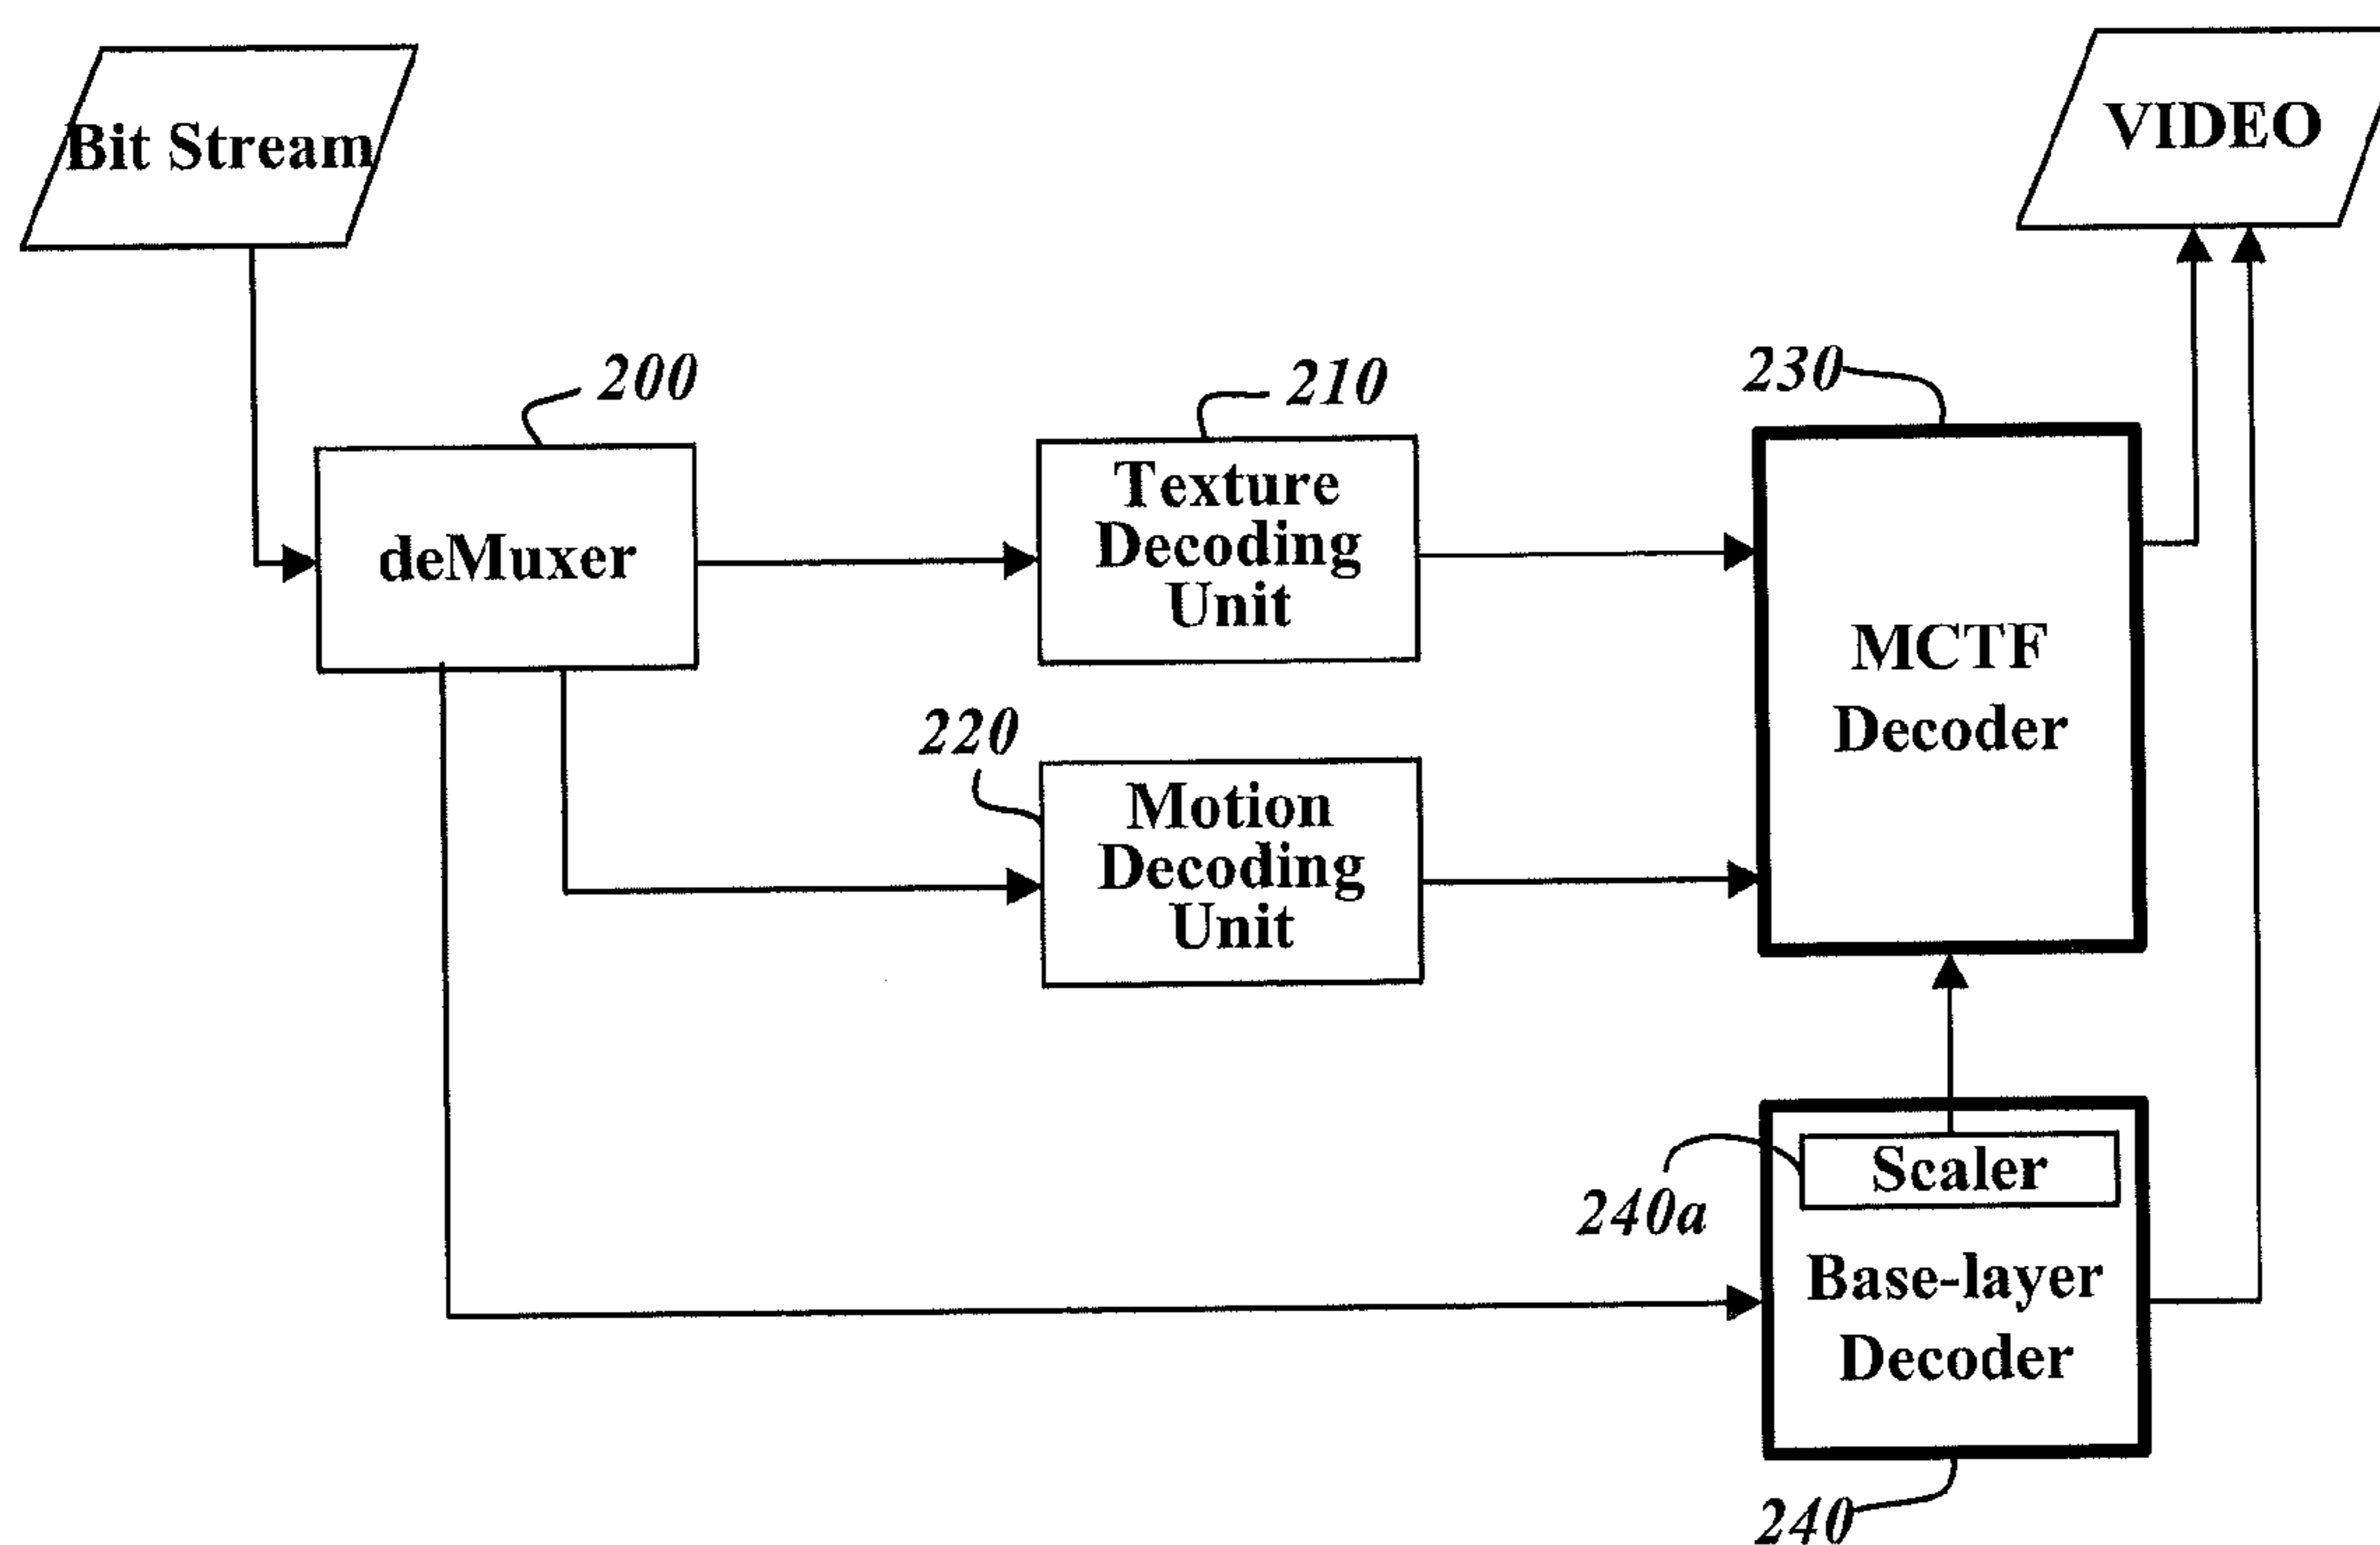 Bit Stream
VIDEO
200
210
230
deMuxer
Texture
Decoding
Unit
MCTF
Decoder
220
Motion
Decoding
Unit
Scaler
240a
Base-layer
Decoder
240